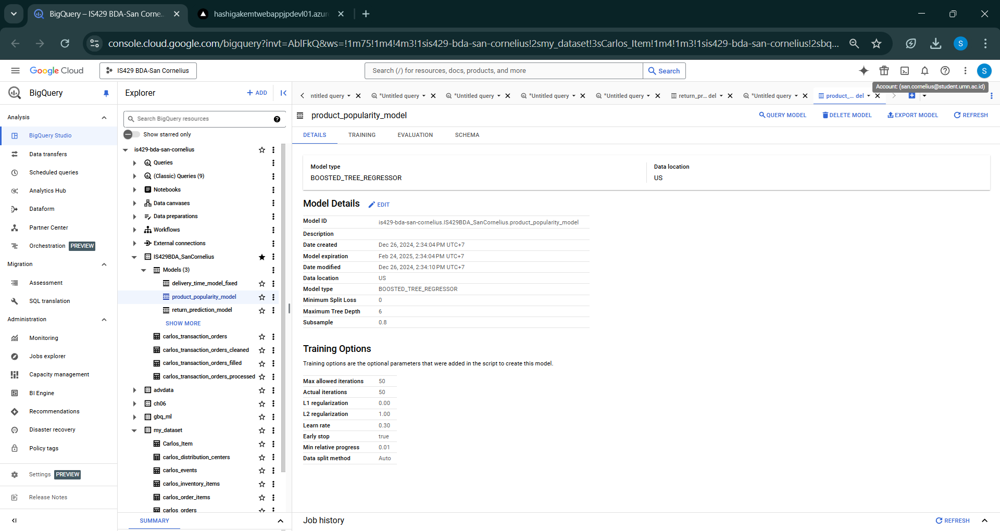 BigQuery – IS429 BDA-San Corne..
hashigakemtwebappjpdevl01.azur
console.cloud.google.com/bigquery?invt=AblFkQ&ws=!1m75!1m4!4m3!1sis429-bda-san-cornelius!2smy_dataset!3sCarlos_Item!1m4!1m3!1sis429-bda-san-cornelius!2sbq...
S
Google Cloud
IS429 BDA-San Cornelius
Search (/) for resources, docs, products, and more
Search
S
Account: (san.cornelius@student.umn.ac.id)
BigQuery
Analysis
BigQuery Studio
Data transfers
Scheduled queries
Analytics Hub
Dataform
Partner Center
Orchestration PREVIEW
Migration
Assessment
SQL translation
Administration
Monitoring
Jobs explorer
Capacity management
BI Engine
Recommendations
Disaster recovery
Policy tags
Settings PREVIEW
Release Notes
Explorer
+ ADD
Search BigQuery resources
Show starred only
is429-bda-san-cornelius
Queries
(Classic) Queries (9)
Notebooks
Data canvases
Data preparations
Workflows
External connections
IS429BDA_SanCornelius
Models (3)
delivery_time_model_fixed
product_popularity_model
return_prediction_model
SHOW MORE
carlos_transaction_orders
carlos_transaction_orders_cleaned
carlos_transaction_orders_filled
carlos_transaction_orders_processed
advdata
ch06
gbq_ml
my_dataset
Carlos_Item
carlos_distribution_centers
carlos_events
carlos_inventory_items
carlos_order_items
carlos_orders
SUMMARY
ntitled query
*Untitled query
*Untitled query
*Untitled query
*Untitled query
return_pr... del
*Untitled query
product_... del
product_popularity_model
QUERY MODEL
DELETE MODEL
EXPORT MODEL
REFRESH
DETAILS
TRAINING
EVALUATION
SCHEMA
Model type
BOOSTED_TREE_REGRESSOR
Data location
US
Model Details
EDIT
Model ID is429-bda-san-cornelius.IS429BDA_SanCornelius.product_popularity_model
Description
Date created Dec 26, 2024, 2:34:04 PM UTC+7
Model expiration Feb 24, 2025, 2:34:04 PM UTC+7
Date modified Dec 26, 2024, 2:34:10 PM UTC+7
Data location US
Model type BOOSTED_TREE_REGRESSOR
Minimum Split Loss 0
Maximum Tree Depth 6
Subsample 0.8
Training Options
Training options are the optional parameters that were added in the script to create this model.
Max allowed iterations 50
Actual iterations 50
L1 regularization 0.00
L2 regularization 1.00
Learn rate 0.30
Early stop true
Min relative progress 0.01
Data split method Auto
Job history
REFRESH